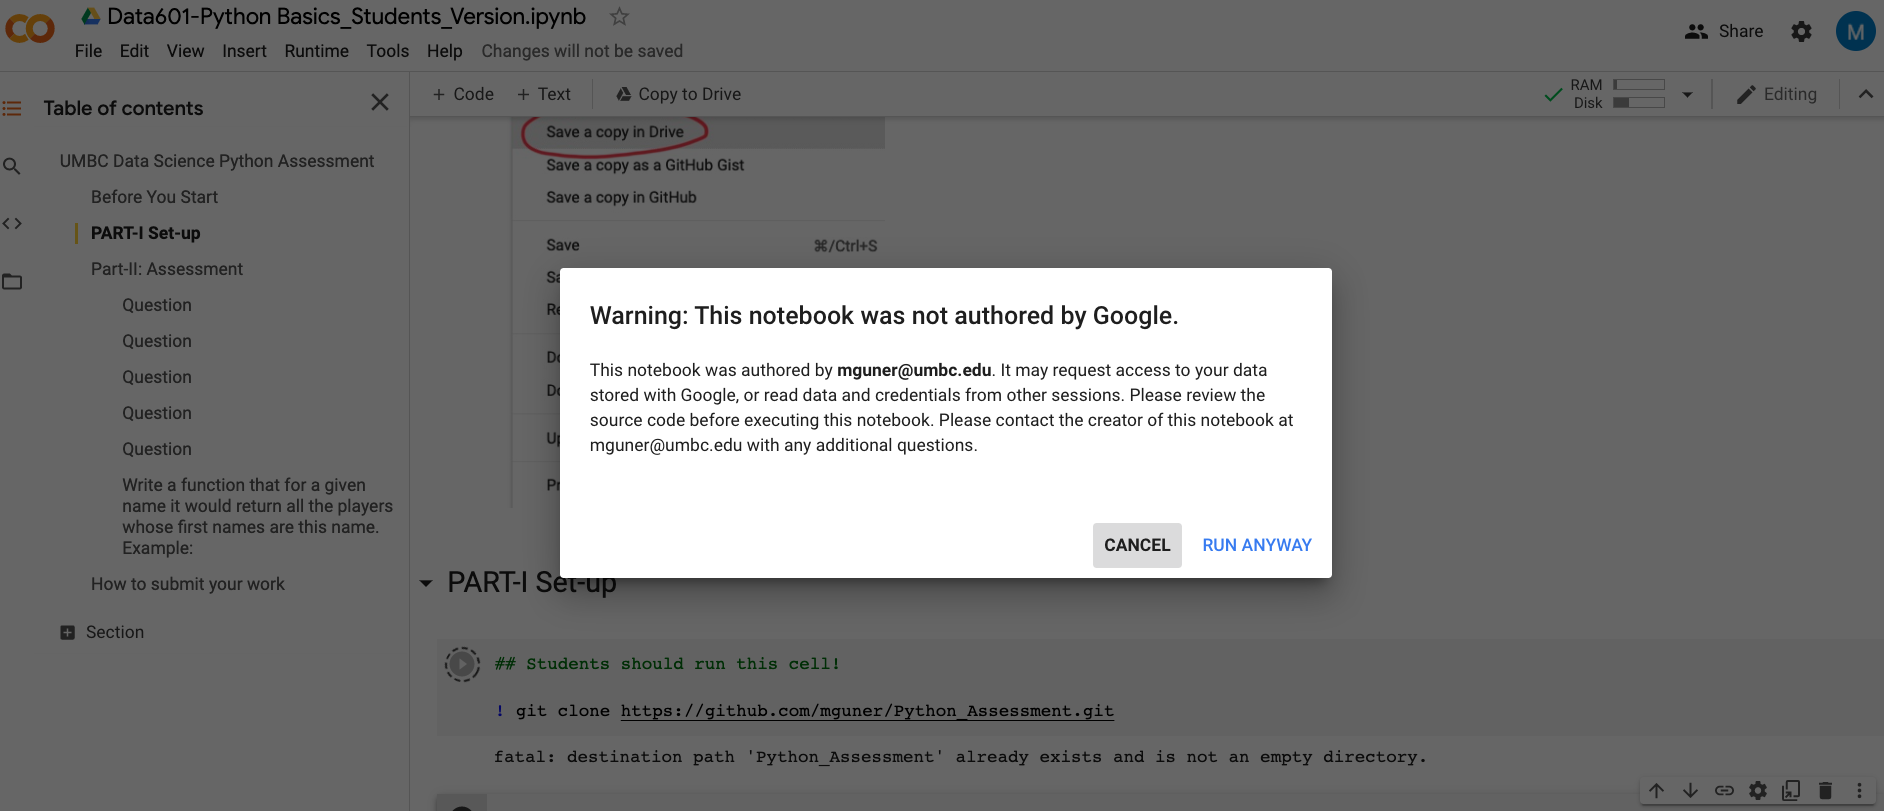 Data601-Python Basics_Students_Version.ipynb
File Edit View Insert Runtime Tools Help Changes will not be saved
Share
M
Table of contents
+ Code + Text Copy to Drive
RAM
Disk
Editing
UMBC Data Science Python Assessment
Before You Start
PART-I Set-up
Part-II: Assessment
Question
Question
Question
Question
Question
Write a function that for a given
name it would return all the players
whose first names are this name.
Example:
How to submit your work
Section
Save a copy in Drive
Save a copy as a GitHub Gist
Save a copy in GitHub
Save ⌘/Ctrl+S
Warning: This notebook was not authored by Google.
This notebook was authored by mguner@umbc.edu. It may request access to your data
stored with Google, or read data and credentials from other sessions. Please review the
source code before executing this notebook. Please contact the creator of this notebook at
mguner@umbc.edu with any additional questions.
CANCEL RUN ANYWAY
PART-I Set-up
## Students should run this cell!
! git clone https://github.com/mguner/Python_Assessment.git
fatal: destination path 'Python_Assessment' already exists and is not an empty directory.